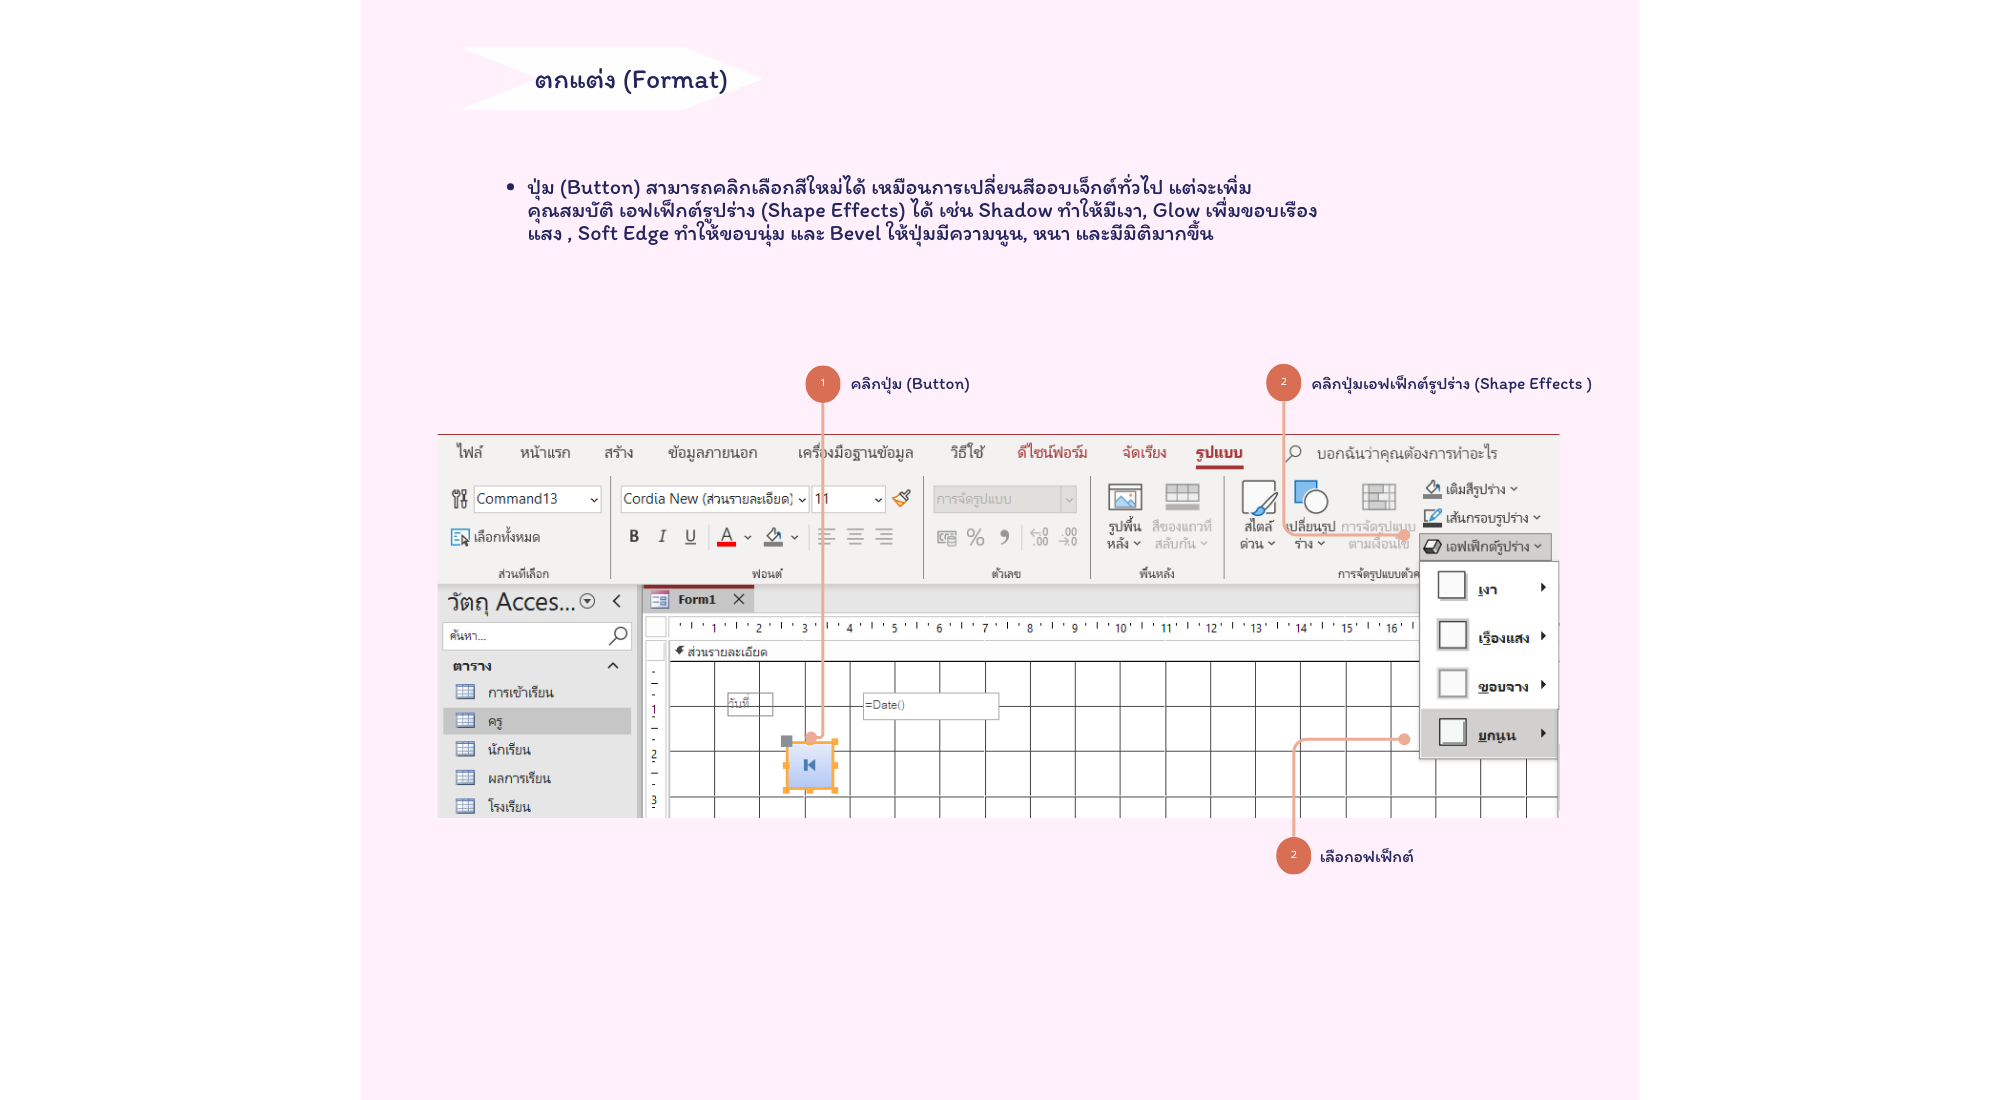 ตกแต่ง (Format)
• ปุ่ม (Button) สามารถคลิกเลือกสีใหม่ได้ เหมือนการเปลี่ยนสีออบเจ็กต์ทั่วไป แต่จะเพิ่ม
คุณสมบัติ เอฟเฟ็กต์รูปร่าง (Shape Effects) ได้ เช่น Shadow ทำให้มีเงา, Glow เพิ่มขอบเรือง
แสง , Soft Edge ทำให้ขอบนุ่ม และ Bevel ให้ปุ่มมีความนูน, หนา และมีมิติมากขึ้น
1 คลิกปุ่ม (Button)
2 คลิกปุ่มเอฟเฟ็กต์รูปร่าง (Shape Effects )
ไฟล์ หน้าแรก สร้าง ข้อมูลภายนอก เครื่องมือฐานข้อมูล วิธีใช้ ดีไซน์ฟอร์ม จัดเรียง รูปแบบ บอกฉันว่าคุณต้องการทำอะไร
Command13 Cordia New (ส่วนรายละเอียด) 11 การจัดรูปแบบ เติมสีรูปร่าง
เส้นกรอบรูปร่าง
เลือกทั้งหมด B I U A % , .00 .00 รูปพื้น สีของแถวที่ สไตล์ เปลี่ยนรูป การจัดรูปแบบ
.00 →.0 หลัง สลับกัน ด่วน ร่าง ตามเงื่อนไข เอฟเฟ็กต์รูปร่าง
ส่วนที่เลือก ฟอนต์ ตัวเลข พื้นหลัง การจัดรูปแบบตัวค
วัตถุ Acces... Form1
เงา
ค้นหา... 1 2 3 4 5 6 7 8 9 10 11 12 13 14 15 16
เรืองแสง
ส่วนรายละเอียด
ตาราง
การเข้าเรียน
ขอบจาง
วันที่ =Date()
1
ครู
ยกนูน
นักเรียน
2
ผลการเรียน
3
โรงเรียน
2 เลือกอฟเฟ็กต์